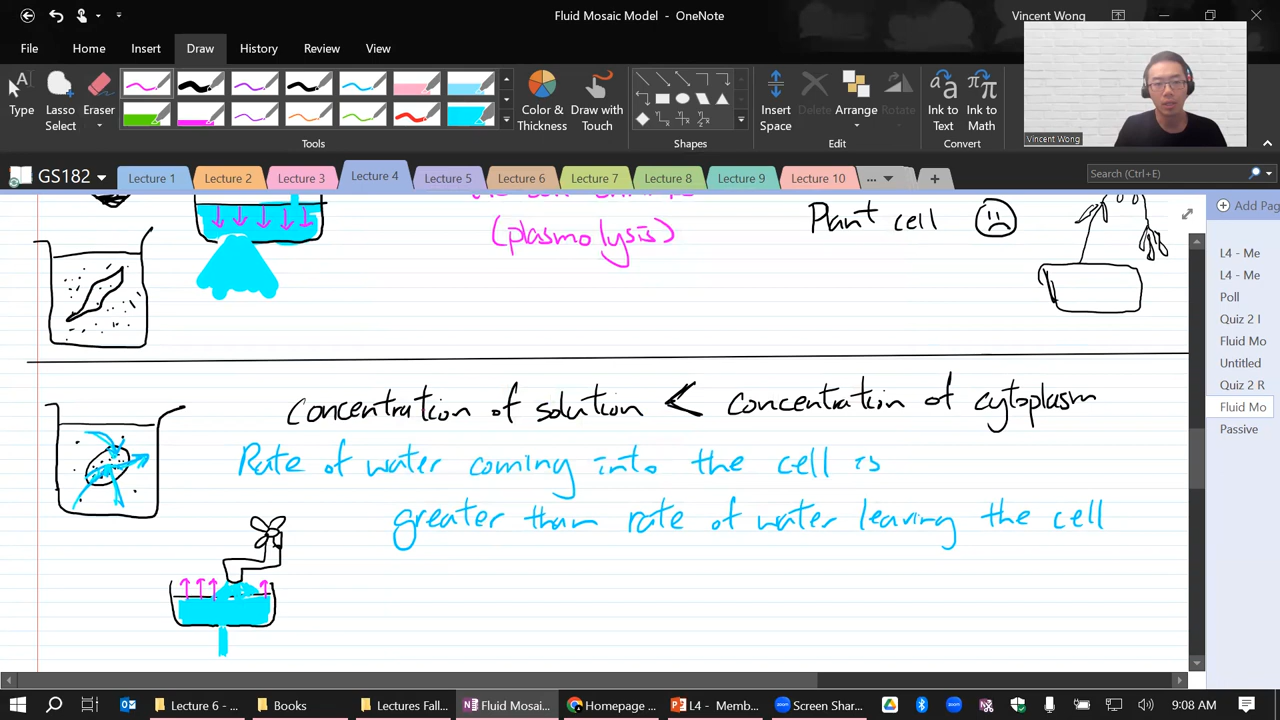 Fluid Mosaic Model - OneNote
Vincent Wong
File Home Insert Draw History Review View
Type Lasso Select Eraser
Color & Thickness
Draw with Touch
Insert Space
Delete
Arrange
Rotate
Ink to Text
Ink to Math
Tools
Shapes
Edit
Convert
Vincent Wong
GS182
Lecture 1 Lecture 2 Lecture 3 Lecture 4 Lecture 5 Lecture 6 Lecture 7 Lecture 8 Lecture 9 Lecture 10 ...
Search (Ctrl+E)
Add Pag
L4 - Me
L4 - Me
Poll
Quiz 2 I
Fluid Mo
Untitled
Quiz 2 R
Fluid Mo
Passive
(plasmolysis)
Plant cell
Concentration of solution < concentration of cytoplasm
Rate of water coming into the cell is
greater than rate of water leaving the cell
Lecture 6 - ... Books Lectures Fall... Fluid Mosai... Homepage ... L4 - Memb... Screen Shar... 9:08 AM